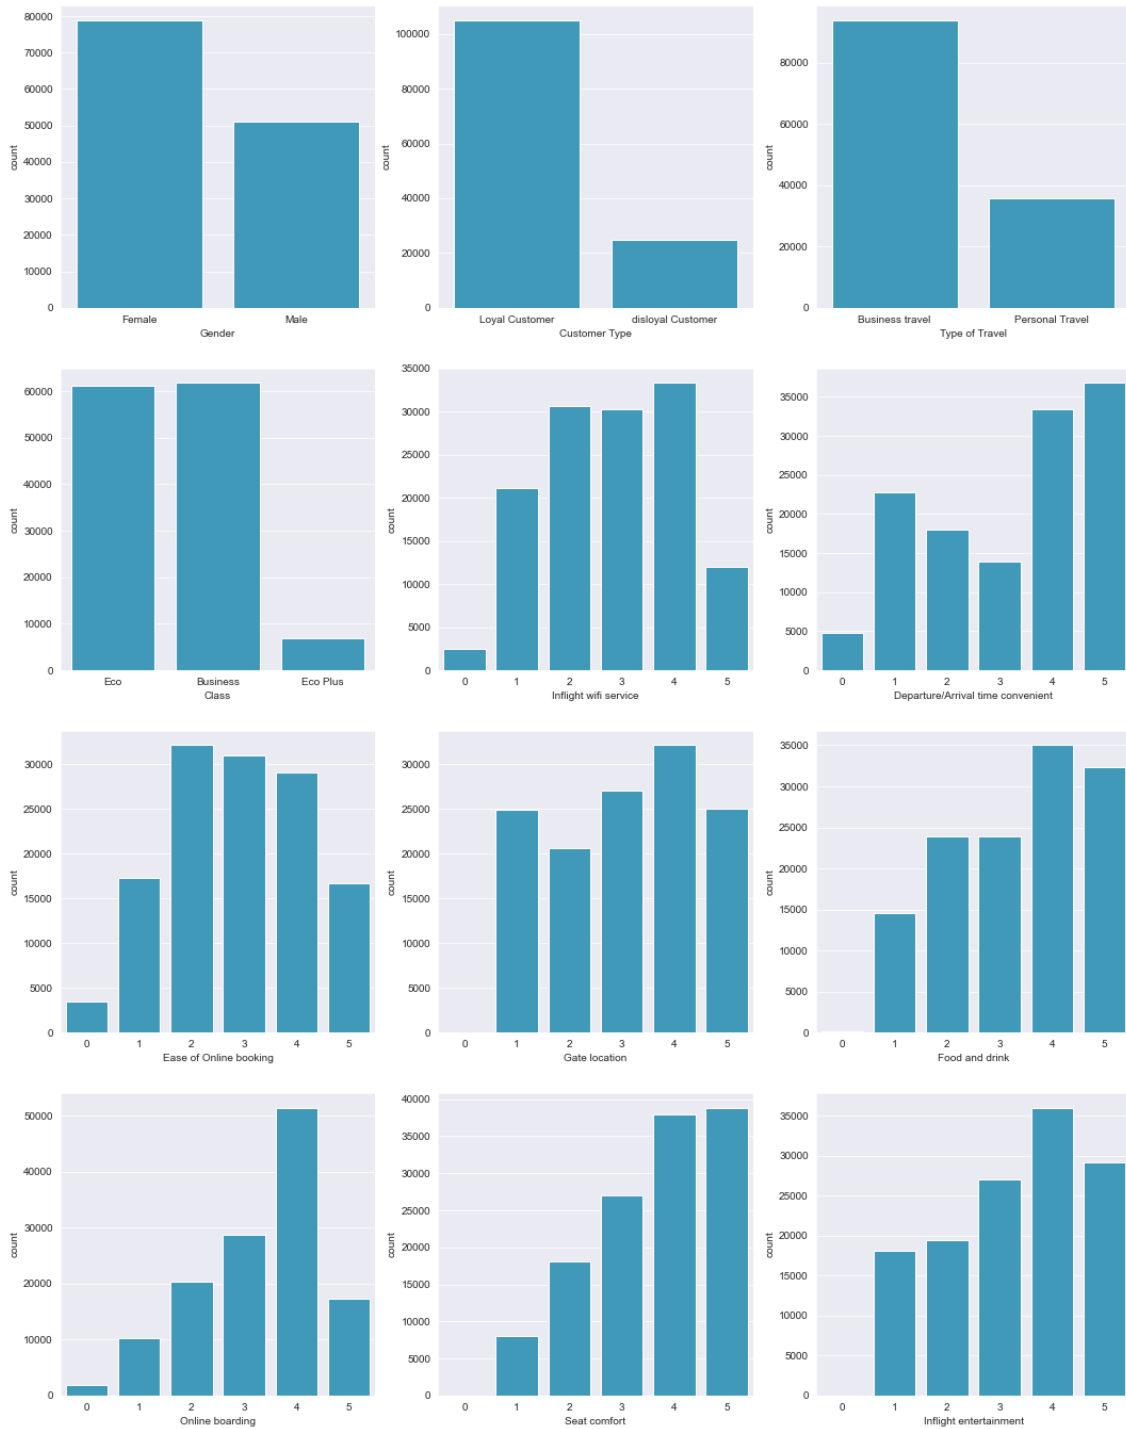 80000
70000
60000
50000
40000
30000
20000
10000
0
count
Female Male
Gender
100000
80000
60000
40000
20000
0
count
Loyal Customer disloyal Customer
Customer Type
80000
60000
40000
20000
0
count
Business travel Personal Travel
Type of Travel
60000
50000
40000
30000
20000
10000
0
count
Eco Business Eco Plus
Class
35000
30000
25000
20000
15000
10000
5000
0
count
0 1 2 3 4 5
Inflight wifi service
35000
30000
25000
20000
15000
10000
5000
0
count
0 1 2 3 4 5
Departure/Arrival time convenient
30000
25000
20000
15000
10000
5000
0
count
0 1 2 3 4 5
Ease of Online booking
30000
25000
20000
15000
10000
5000
0
count
0 1 2 3 4 5
Gate location
35000
30000
25000
20000
15000
10000
5000
0
count
0 1 2 3 4 5
Food and drink
50000
40000
30000
20000
10000
0
count
0 1 2 3 4 5
Online boarding
40000
35000
30000
25000
20000
15000
10000
5000
0
count
0 1 2 3 4 5
Seat comfort
35000
30000
25000
20000
15000
10000
5000
0
count
0 1 2 3 4 5
Inflight entertainment